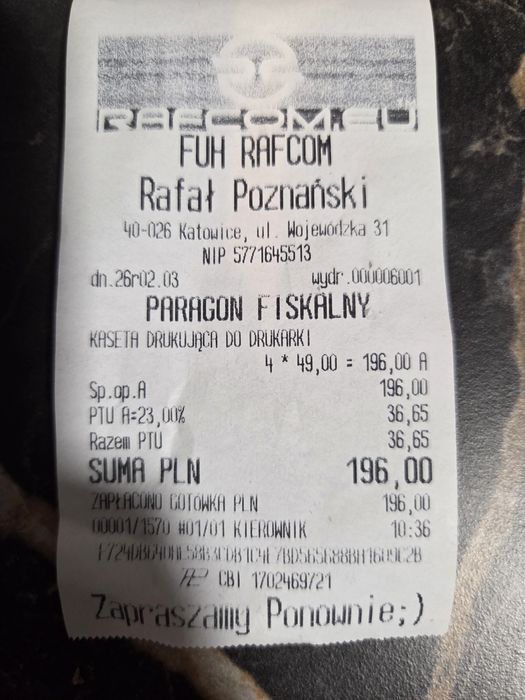 RAFCOM.EU
FUH RAFCOM
Rafał Poznański
40-026 Katowice, ul. Wojewódzka 31
NIP 5771645513
dn.26r02.03 wydr.000006001
PARAGON FISKALNY
KASETA DRUKUJĄCA DO DRUKARKI
4 * 49,00 = 196,00 A
Sp.op.A 196,00
PTU A=23,00% 36,65
Razem PTU 36,65
SUMA PLN 196,00
ZAPŁACONO GOTÓWKA PLN 196,00
00001/1570 #01/01 KIEROWNIK 10:36
CBI 1702469721
Zapraszamy Ponownie;)